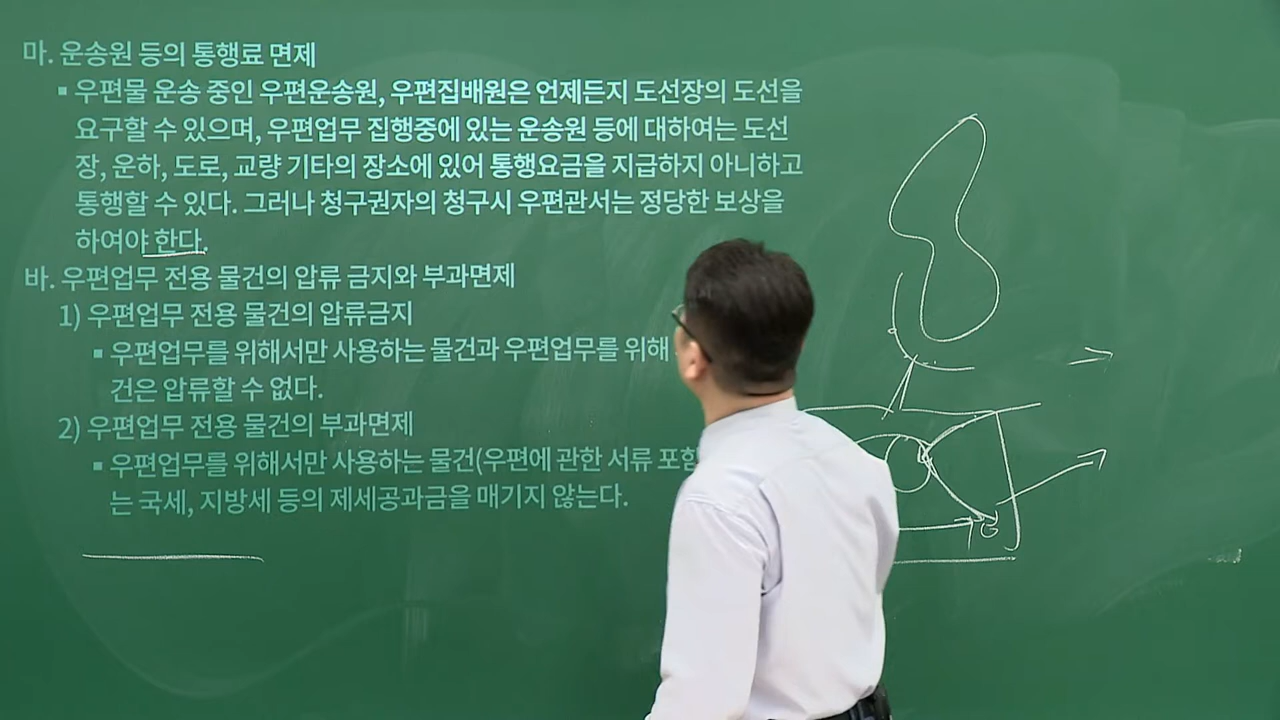 마. 운송원 등의 통행료 면제
▪ 우편물 운송 중인 우편운송원, 우편집배원은 언제든지 도선장의 도선을
요구할 수 있으며, 우편업무 집행중에 있는 운송원 등에 대하여는 도선
장, 운하, 도로, 교량 기타의 장소에 있어 통행요금을 지급하지 아니하고
통행할 수 있다. 그러나 청구권자의 청구시 우편관서는 정당한 보상을
하여야 한다.
바. 우편업무 전용 물건의 압류 금지와 부과면제
1) 우편업무 전용 물건의 압류금지
▪ 우편업무를 위해서만 사용하는 물건과 우편업무를 위해
건은 압류할 수 없다.
2) 우편업무 전용 물건의 부과면제
▪ 우편업무를 위해서만 사용하는 물건(우편에 관한 서류 포함
는 국세, 지방세 등의 제세공과금을 매기지 않는다.